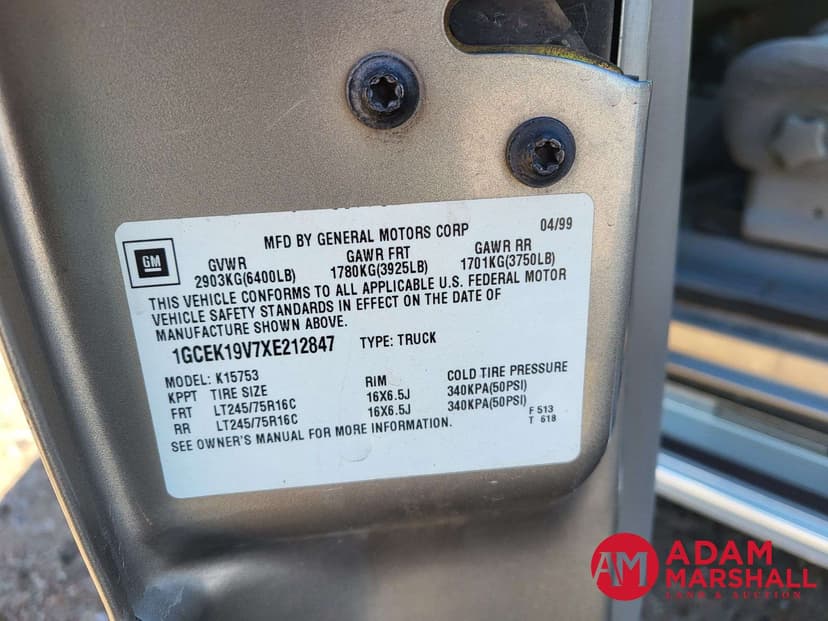 GM
MFD BY GENERAL MOTORS CORP 04/99
GVWR GAWR FRT GAWR RR
2903KG(6400LB) 1780KG(3925LB) 1701KG(3750LB)
THIS VEHICLE CONFORMS TO ALL APPLICABLE U.S. FEDERAL MOTOR
VEHICLE SAFETY STANDARDS IN EFFECT ON THE DATE OF
MANUFACTURE SHOWN ABOVE.
1GCEK19V7XE212847 TYPE: TRUCK
MODEL: K15753
KPPT TIRE SIZE RIM COLD TIRE PRESSURE
FRT LT245/75R16C 16X6.5J 340KPA(50PSI)
RR LT245/75R16C 16X6.5J 340KPA(50PSI)
SEE OWNER'S MANUAL FOR MORE INFORMATION.
F 513
T 618
AM
ADAM
MARSHALL
LAND & AUCTION